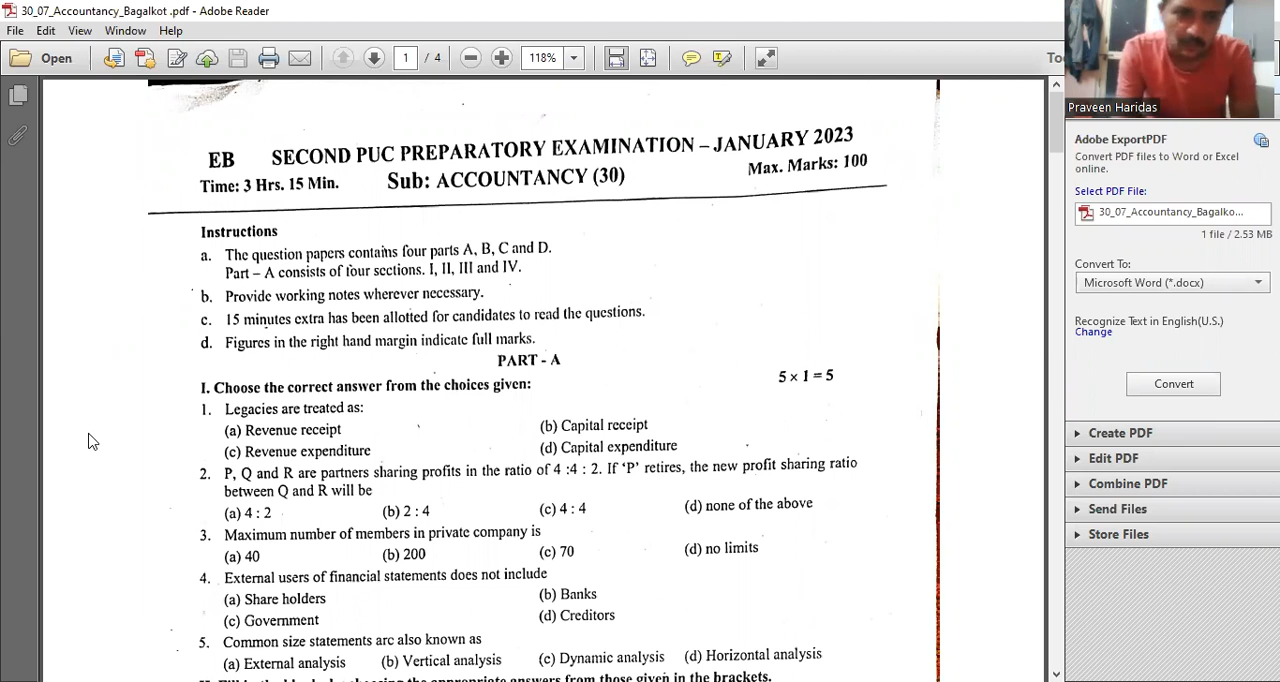 30_07_Accountancy_Bagalkot .pdf - Adobe Reader
File Edit View Window Help
Open 1 / 4 118%
Praveen Haridas
Adobe ExportPDF
Convert PDF files to Word or Excel
online.
Select PDF File:
30_07_Accountancy_Bagalko...
1 file / 2.53 MB
Convert To:
Microsoft Word (*.docx)
Recognize Text in English(U.S.)
Change
Convert
Create PDF
Edit PDF
Combine PDF
Send Files
Store Files
EB SECOND PUC PREPARATORY EXAMINATION – JANUARY 2023
Time: 3 Hrs. 15 Min. Sub: ACCOUNTANCY (30) Max. Marks: 100
Instructions
a. The question papers contains four parts A, B, C and D.
Part – A consists of four sections. I, II, III and IV.
b. Provide working notes wherever necessary.
c. 15 minutes extra has been allotted for candidates to read the questions.
d. Figures in the right hand margin indicate full marks.
PART - A
I. Choose the correct answer from the choices given: 5 × 1 = 5
1. Legacies are treated as:
(a) Revenue receipt (b) Capital receipt
(c) Revenue expenditure (d) Capital expenditure
2. P, Q and R are partners sharing profits in the ratio of 4 :4 : 2. If ‘P’ retires, the new profit sharing ratio
between Q and R will be
(a) 4 : 2 (b) 2 : 4 (c) 4 : 4 (d) none of the above
3. Maximum number of members in private company is
(a) 40 (b) 200 (c) 70 (d) no limits
4. External users of financial statements does not include
(a) Share holders (b) Banks
(c) Government (d) Creditors
5. Common size statements are also known as
(a) External analysis (b) Vertical analysis (c) Dynamic analysis (d) Horizontal analysis
appropriate answers from those given in the brackets.